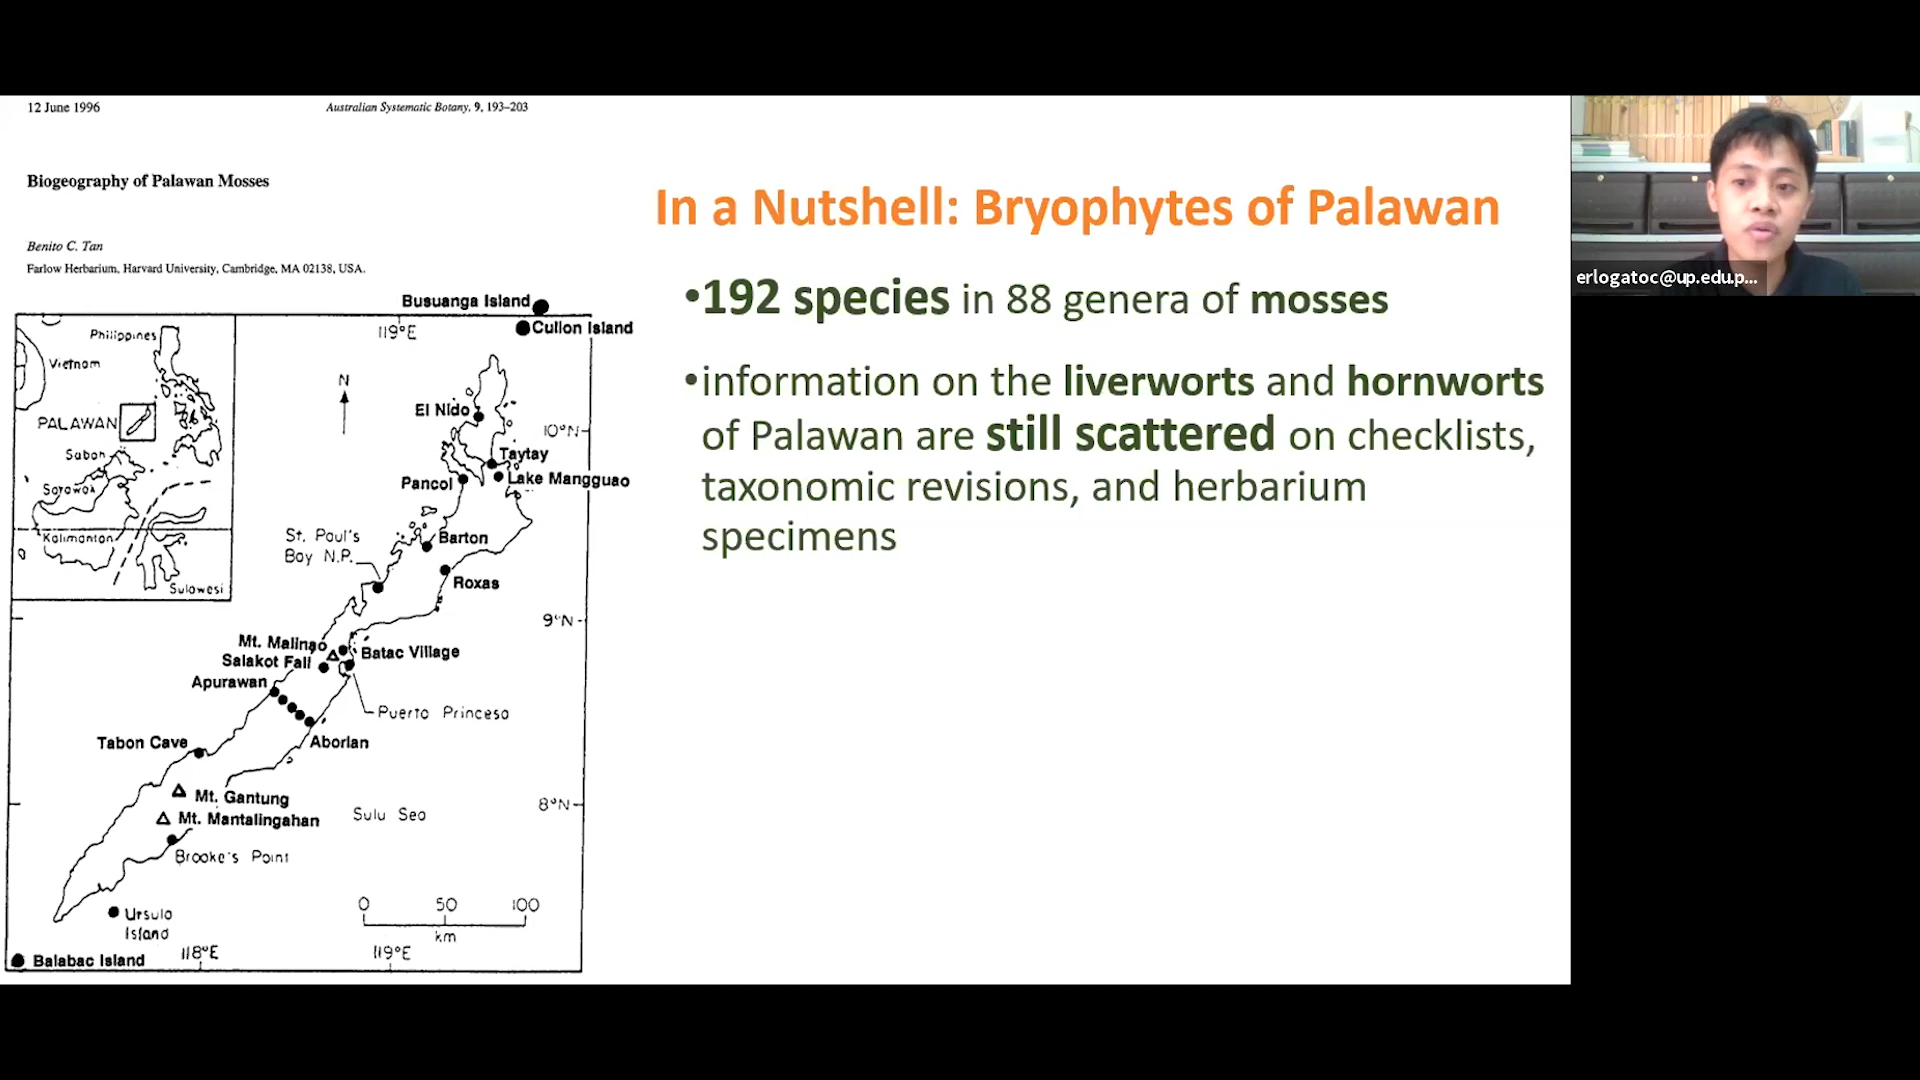 12 June 1996
Australian Systematic Botany, 9, 193–203
Biogeography of Palawan Mosses
Benito C. Tan
Farlow Herbarium, Harvard University, Cambridge, MA 02138, USA.
In a Nutshell: Bryophytes of Palawan
•192 species in 88 genera of mosses
•information on the liverworts and hornworts
of Palawan are still scattered on checklists,
taxonomic revisions, and herbarium
specimens
erlogatoc@up.edu.p...
Busuanga Island
Culion Island
119°E
Philippines
Vietnam
PALAWAN
Sabah
Sarawak
Kalimantan
Sulawesi
N
El Nido
10°N
Taytay
Lake Mangguao
Pancol
St. Paul's
Bay N.P.
Barton
Roxas
9°N
Mt. Malinao
Salakot Fall
Batac Village
Apurawan
Puerto Princesa
Tabon Cave
Aborlan
Mt. Gantung
8°N
Mt. Mantalingahan
Sulu Sea
Brooke's Point
0 50 100
km
Ursula
Island
118°E
119°E
Balabac Island